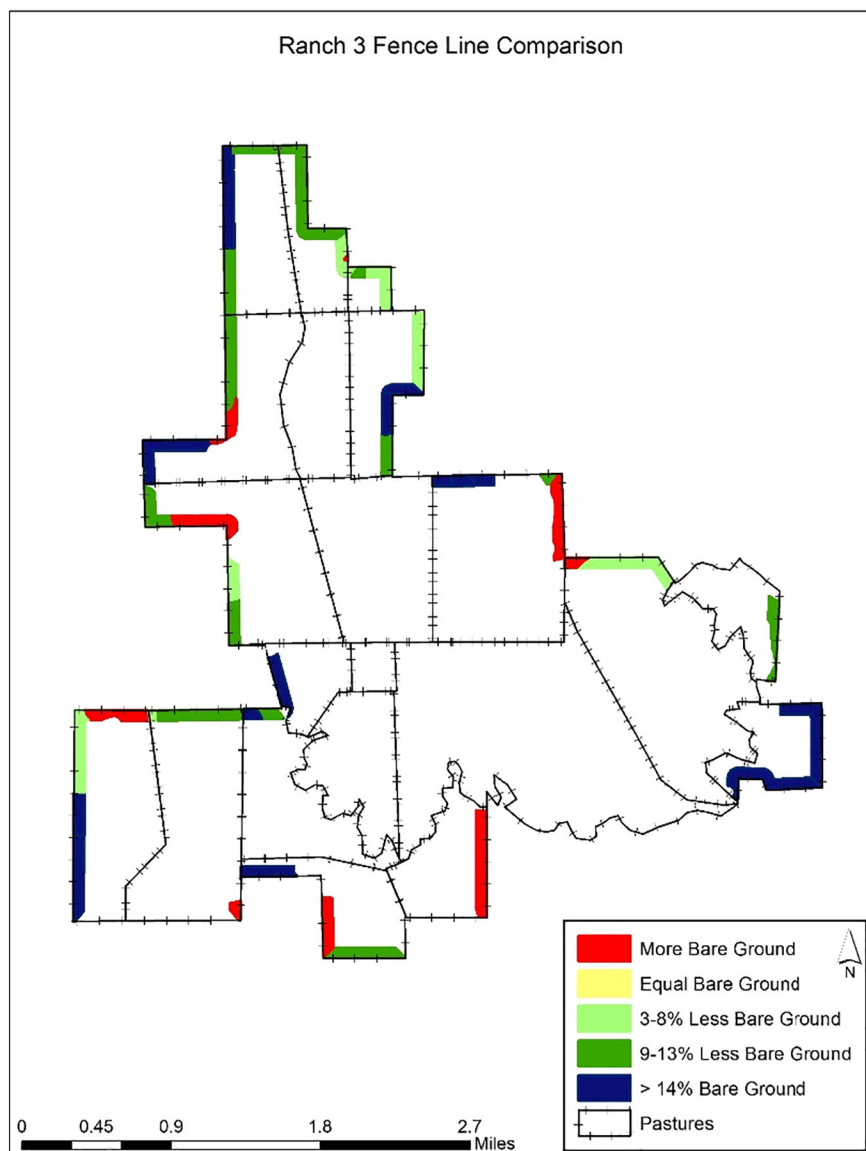 Ranch 3 Fence Line Comparison
More Bare Ground
Equal Bare Ground
3-8% Less Bare Ground
9-13% Less Bare Ground
> 14% Bare Ground
Pastures
N
0 0.45 0.9 1.8 2.7
Miles